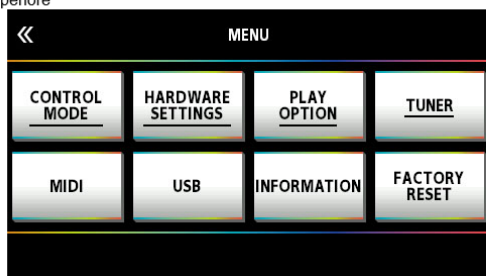 MENU
CONTROL
MODE
HARDWARE
SETTINGS
PLAY
OPTION
TUNER
MIDI
USB
INFORMATION
FACTORY
RESET